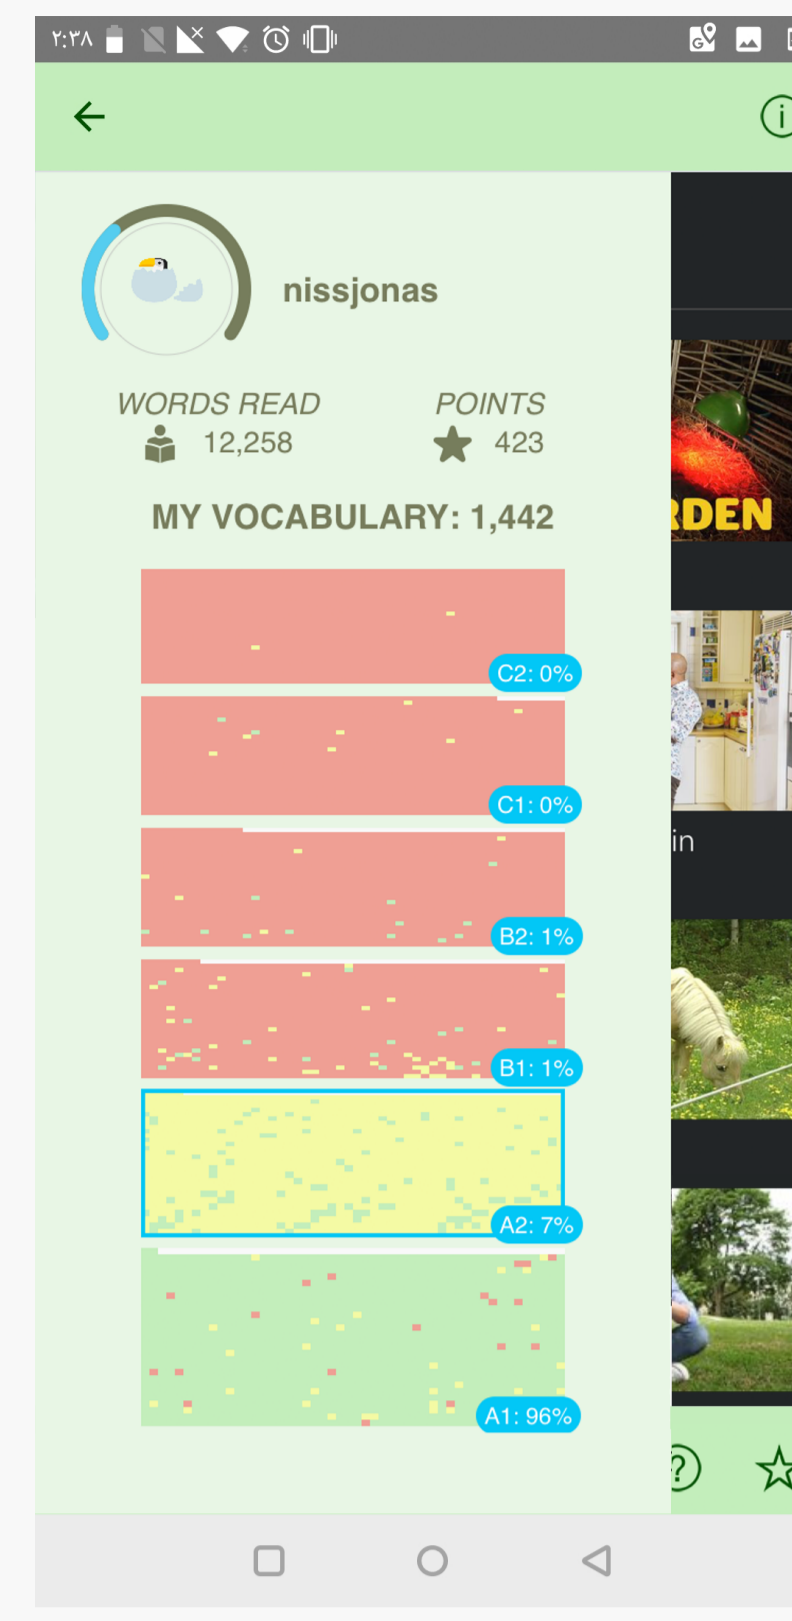 ۲:۳۸
nissjonas
WORDS READ
12,258
POINTS
423
MY VOCABULARY: 1,442
C2: 0%
C1: 0%
B2: 1%
B1: 1%
A2: 7%
A1: 96%
RDEN
in